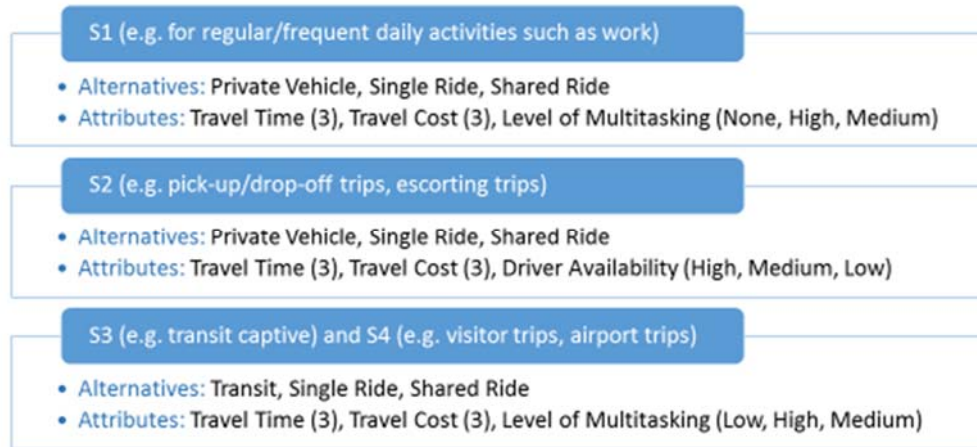 S1 (e.g. for regular/frequent daily activities such as work)
• Alternatives: Private Vehicle, Single Ride, Shared Ride
• Attributes: Travel Time (3), Travel Cost (3), Level of Multitasking (None, High, Medium)
S2 (e.g. pick-up/drop-off trips, escorting trips)
• Alternatives: Private Vehicle, Single Ride, Shared Ride
• Attributes: Travel Time (3), Travel Cost (3), Driver Availability (High, Medium, Low)
S3 (e.g. transit captive) and S4 (e.g. visitor trips, airport trips)
• Alternatives: Transit, Single Ride, Shared Ride
• Attributes: Travel Time (3), Travel Cost (3), Level of Multitasking (Low, High, Medium)